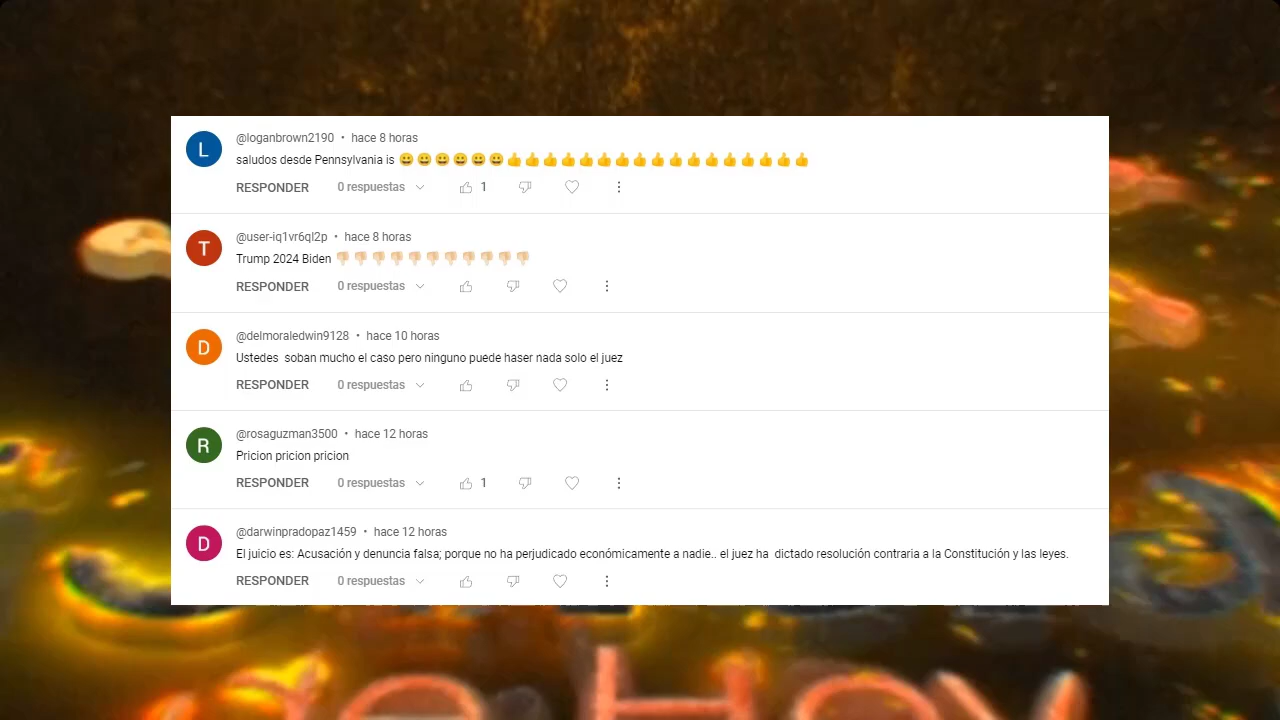 L
@loganbrown2190 • hace 8 horas
saludos desde Pennsylvania is 😀😀😀😀😀😀👍👍👍👍👍👍👍👍👍👍👍👍👍👍👍👍👍
RESPONDER 0 respuestas 1
T
@user-iq1vr6ql2p • hace 8 horas
Trump 2024 Biden 👎🏻👎🏻👎🏻👎🏻👎🏻👎🏻👎🏻👎🏻👎🏻👎🏻👎🏻
RESPONDER 0 respuestas
D
@delmoraledwin9128 • hace 10 horas
Ustedes soban mucho el caso pero ninguno puede haser nada solo el juez
RESPONDER 0 respuestas
R
@rosaguzman3500 • hace 12 horas
Pricion pricion pricion
RESPONDER 0 respuestas 1
D
@darwinpradopaz1459 • hace 12 horas
El juicio es: Acusación y denuncia falsa; porque no ha perjudicado económicamente a nadie.. el juez ha dictado resolución contraria a la Constitución y las leyes.
RESPONDER 0 respuestas